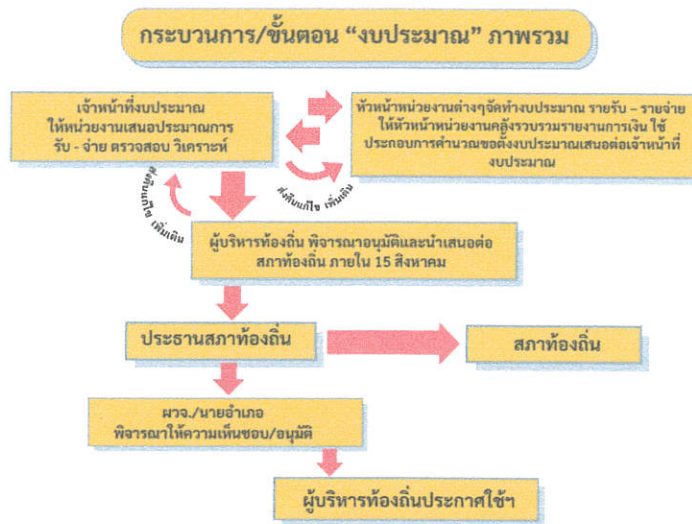 กระบวนการ/ขั้นตอน “งบประมาณ” ภาพรวม
เจ้าหน้าที่งบประมาณ
ให้หน่วยงานเสนอประมาณการ
รับ - จ่าย ตรวจสอบ วิเคราะห์
หัวหน้าหน่วยงานต่างๆจัดทำงบประมาณ รายรับ – รายจ่าย
ให้หัวหน้าหน่วยงานคลังรวบรวมรายงานการเงิน ใช้
ประกอบการคำนวณขอตั้งงบประมาณเสนอต่อเจ้าหน้าที่
งบประมาณ
ส่งคืนแก้ไข เพิ่มเติม
ส่งคืนแก้ไข เพิ่มเติม
ผู้บริหารท้องถิ่น พิจารณาอนุมัติและนำเสนอต่อ
สภาท้องถิ่น ภายใน 15 สิงหาคม
ประธานสภาท้องถิ่น
สภาท้องถิ่น
ผวจ./นายอำเภอ
พิจารณาให้ความเห็นชอบ/อนุมัติ
ผู้บริหารท้องถิ่นประกาศใช้ฯ